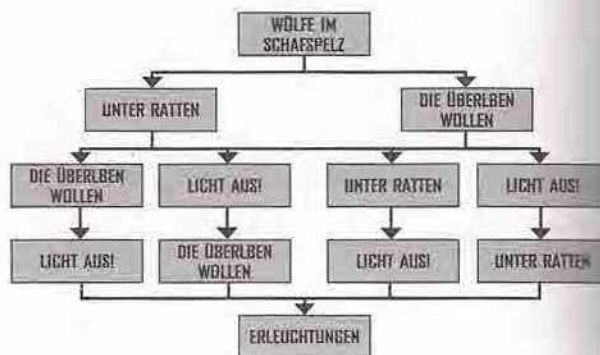 WÖLFE IM
SCHAFSPELZ
UNTER RATTEN
DIE ÜBERLBEN
WOLLEN
DIE ÜBERLBEN
WOLLEN
LICHT AUS!
UNTER RATTEN
LICHT AUS!
LICHT AUS!
DIE ÜBERLBEN
WOLLEN
LICHT AUS!
UNTER RATTEN
ERLEUCHTUNGEN